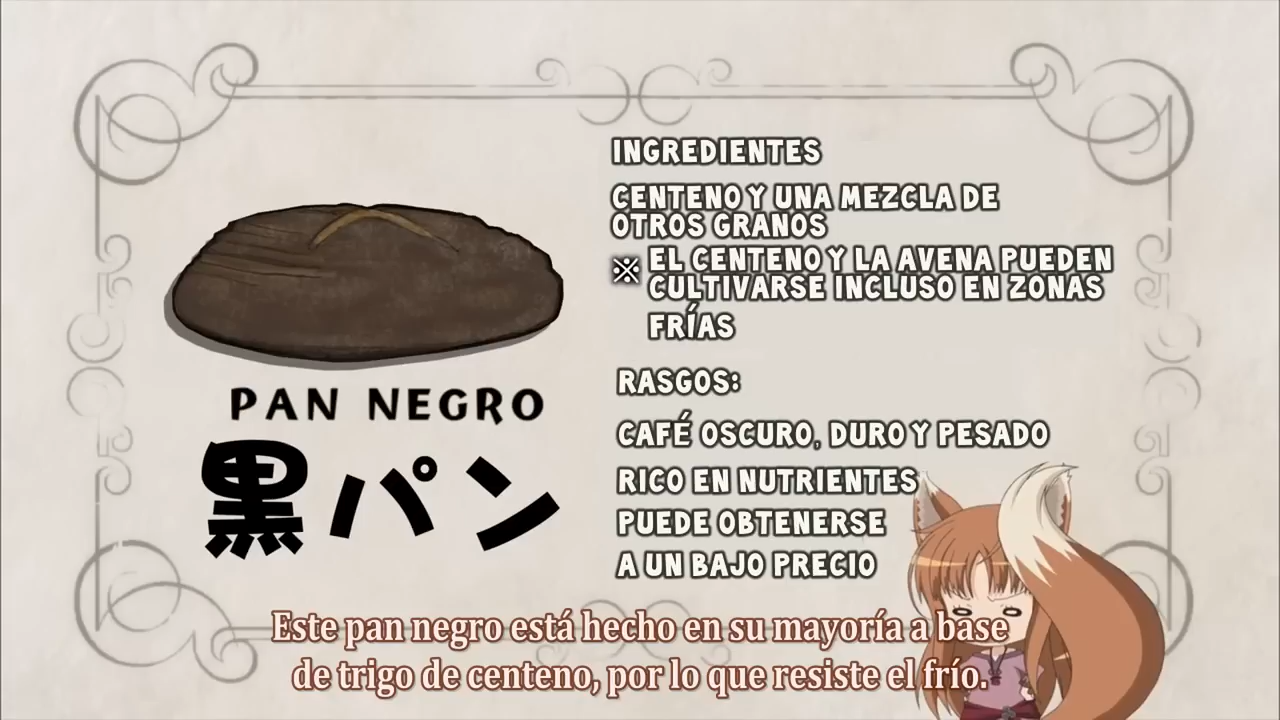 INGREDIENTES
CENTENO Y UNA MEZCLA DE
OTROS GRANOS
※ EL CENTENO Y LA AVENA PUEDEN
CULTIVARSE INCLUSO EN ZONAS
FRÍAS
RASGOS:
CAFÉ OSCURO, DURO Y PESADO
RICO EN NUTRIENTES
PUEDE OBTENERSE
A UN BAJO PRECIO
PAN NEGRO
黒パン
Este pan negro está hecho en su mayoría a base
de trigo de centeno, por lo que resiste el frío.